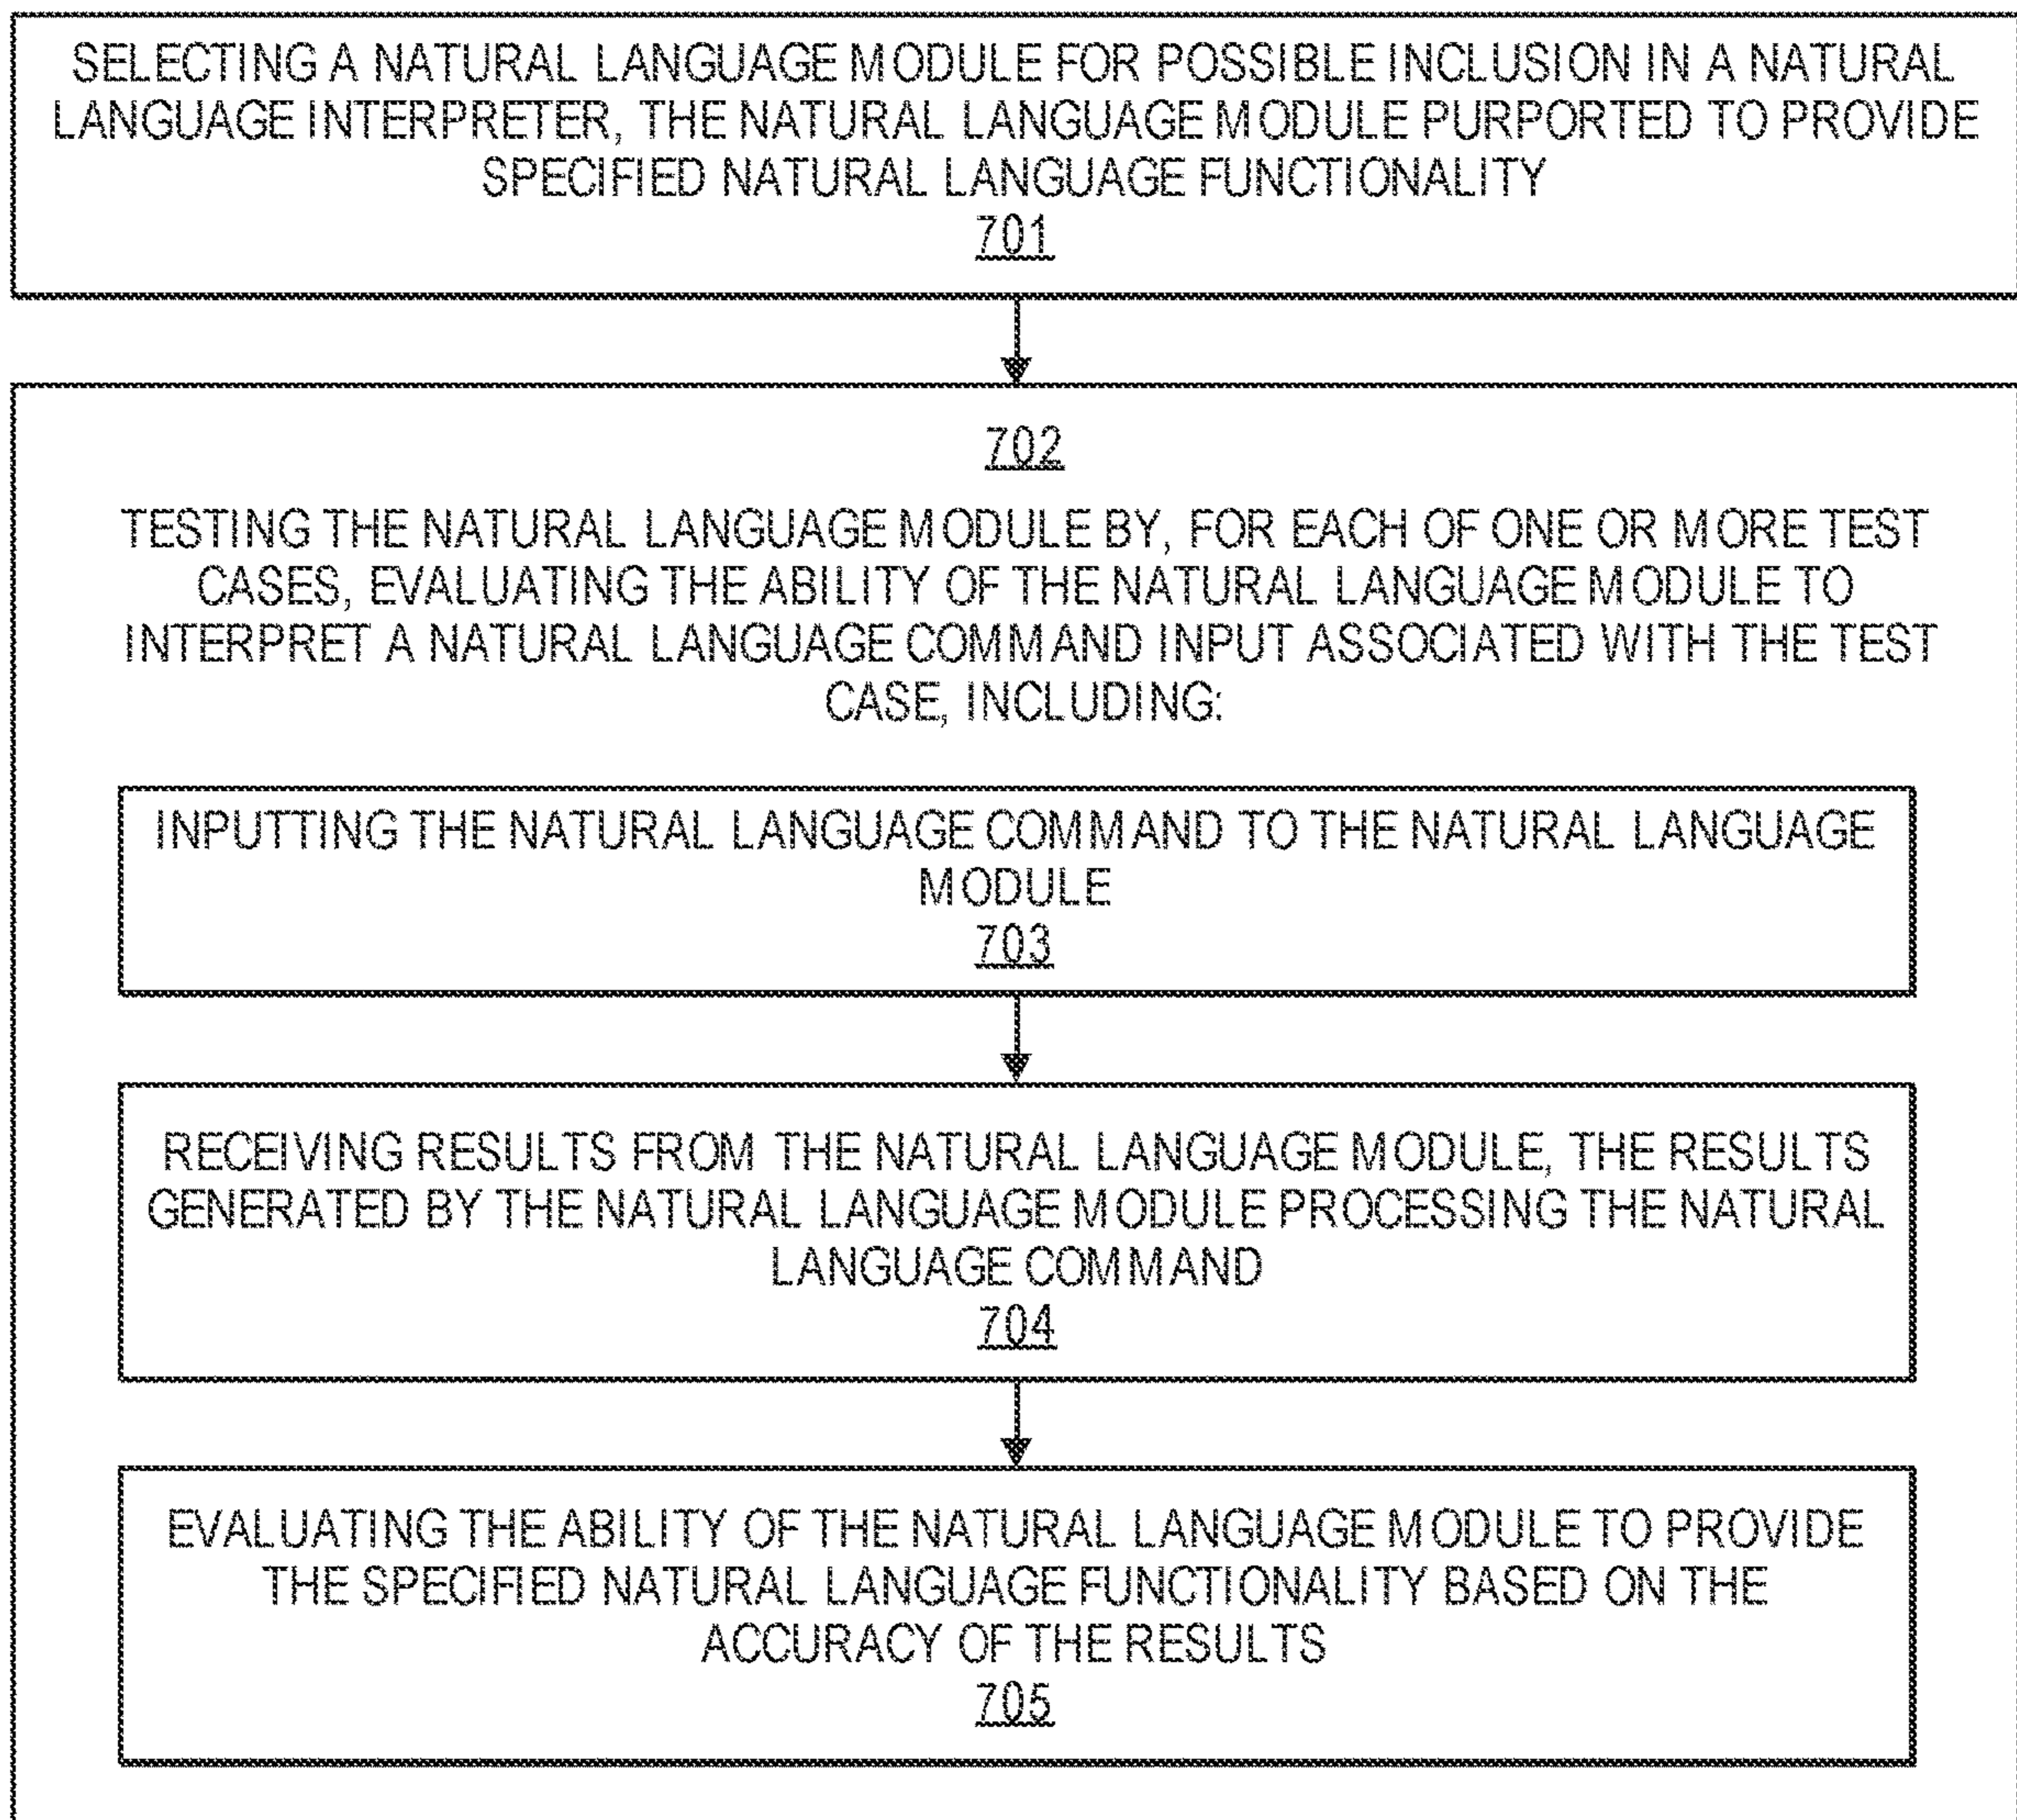 SELECTING A NATURAL LANGUAGE MODULE FOR POSSIBLE INCLUSION IN A NATURAL
LANGUAGE INTERPRETER, THE NATURAL LANGUAGE MODULE PURPORTED TO PROVIDE
SPECIFIED NATURAL LANGUAGE FUNCTIONALITY
701
702
TESTING THE NATURAL LANGUAGE MODULE BY, FOR EACH OF ONE OR MORE TEST
CASES, EVALUATING THE ABILITY OF THE NATURAL LANGUAGE MODULE TO
INTERPRET A NATURAL LANGUAGE COMMAND INPUT ASSOCIATED WITH THE TEST
CASE, INCLUDING:
INPUTTING THE NATURAL LANGUAGE COMMAND TO THE NATURAL LANGUAGE
MODULE
703
RECEIVING RESULTS FROM THE NATURAL LANGUAGE MODULE, THE RESULTS
GENERATED BY THE NATURAL LANGUAGE MODULE PROCESSING THE NATURAL
LANGUAGE COMMAND
704
EVALUATING THE ABILITY OF THE NATURAL LANGUAGE MODULE TO PROVIDE
THE SPECIFIED NATURAL LANGUAGE FUNCTIONALITY BASED ON THE
ACCURACY OF THE RESULTS
705